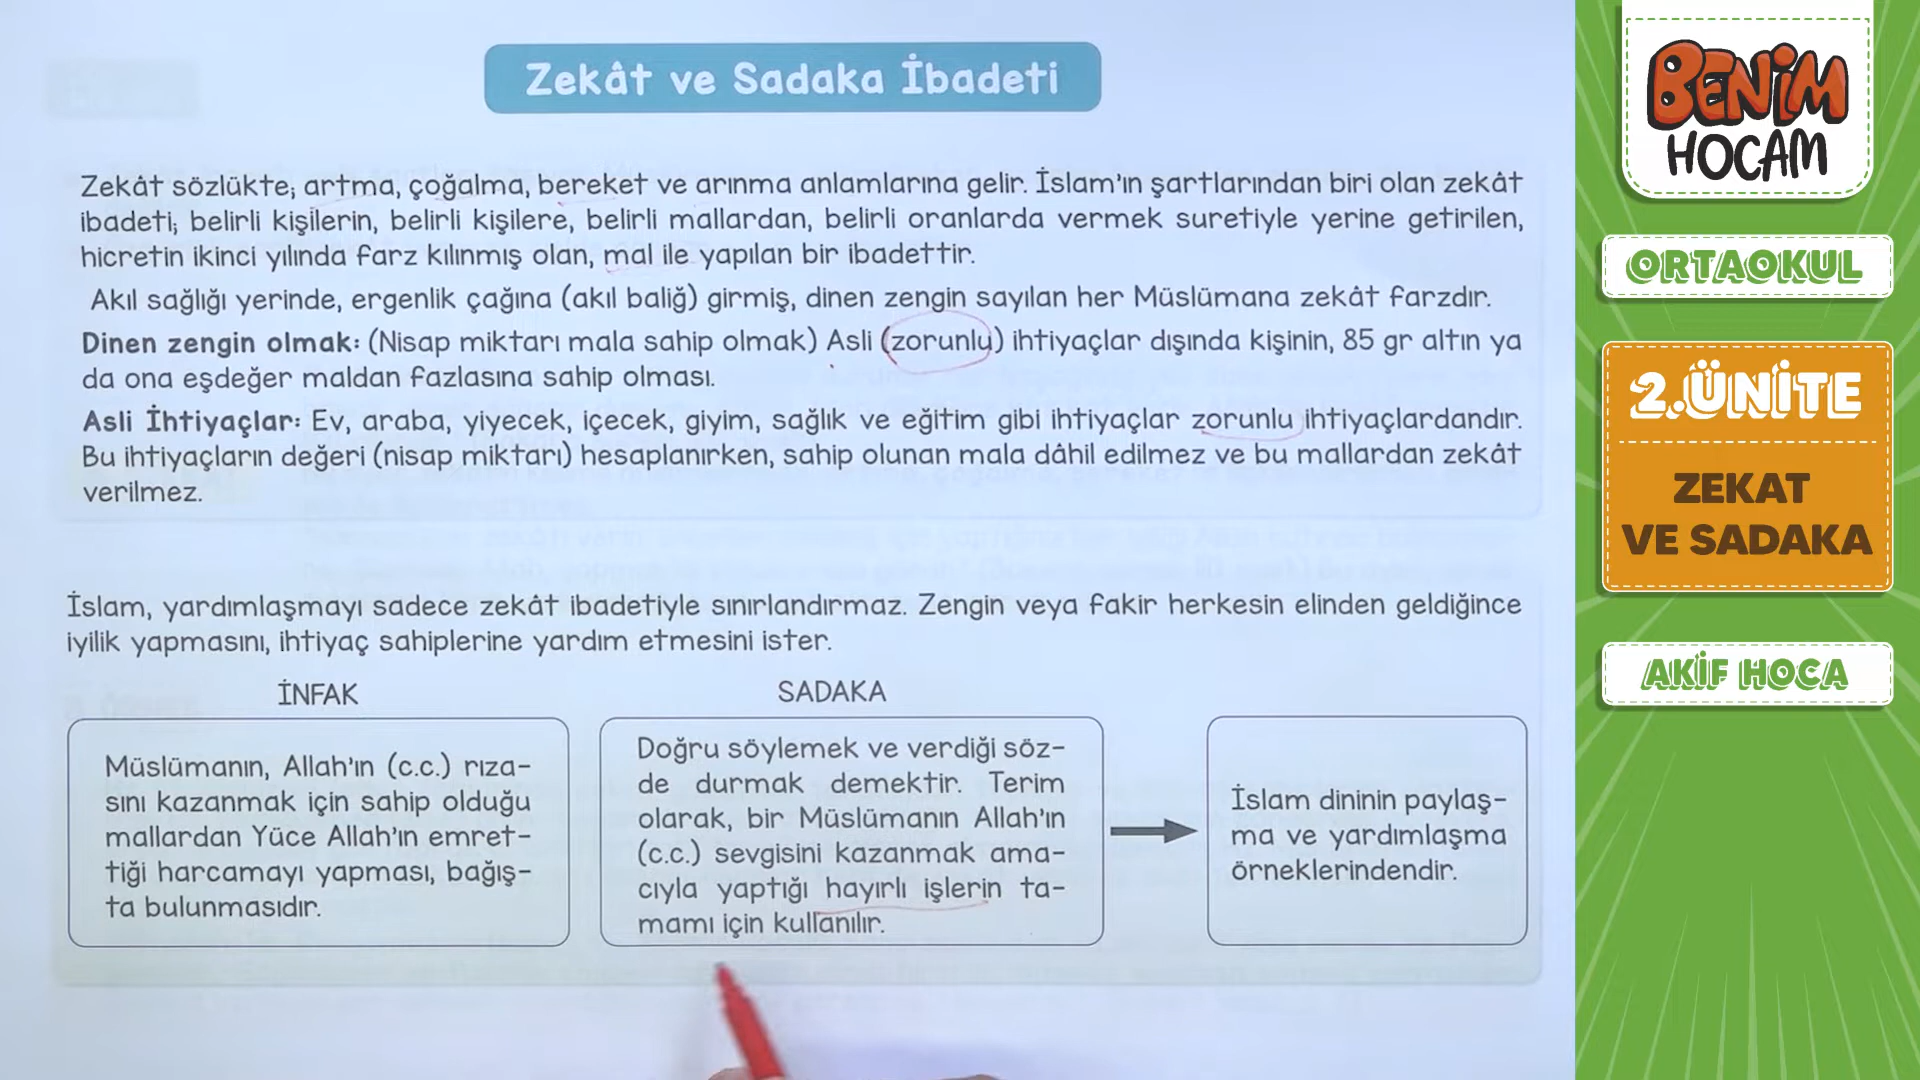 Zekât ve Sadaka İbadeti
Zekât sözlükte; artma, çoğalma, bereket ve arınma anlamlarına gelir. İslam'ın şartlarından biri olan zekât
ibadeti; belirli kişilerin, belirli kişilere, belirli mallardan, belirli oranlarda vermek suretiyle yerine getirilen,
hicretin ikinci yılında farz kılınmış olan, mal ile yapılan bir ibadettir.
Akıl sağlığı yerinde, ergenlik çağına (akıl baliğ) girmiş, dinen zengin sayılan her Müslümana zekât farzdır.
Dinen zengin olmak: (Nisap miktarı mala sahip olmak) Asli (zorunlu) ihtiyaçlar dışında kişinin, 85 gr altın ya
da ona eşdeğer maldan fazlasına sahip olması.
Asli İhtiyaçlar: Ev, araba, yiyecek, içecek, giyim, sağlık ve eğitim gibi ihtiyaçlar zorunlu ihtiyaçlardandır.
Bu ihtiyaçların değeri (nisap miktarı) hesaplanırken, sahip olunan mala dâhil edilmez ve bu mallardan zekât
verilmez.
İslam, yardımlaşmayı sadece zekât ibadetiyle sınırlandırmaz. Zengin veya fakir herkesin elinden geldiğince
iyilik yapmasını, ihtiyaç sahiplerine yardım etmesini ister.
İNFAK
Müslümanın, Allah'ın (c.c.) rıza-
sını kazanmak için sahip olduğu
mallardan Yüce Allah'ın emret-
tiği harcamayı yapması, bağış-
ta bulunmasıdır.
SADAKA
Doğru söylemek ve verdiği söz-
de durmak demektir. Terim
olarak, bir Müslümanın Allah'ın
(c.c.) sevgisini kazanmak ama-
cıyla yaptığı hayırlı işlerin ta-
mamı için kullanılır.
İslam dininin paylaş-
ma ve yardımlaşma
örneklerindendir.
BENİM
HOCAM
ORTAOKUL
2.ÜNİTE
ZEKAT
VE SADAKA
AKİF HOCA